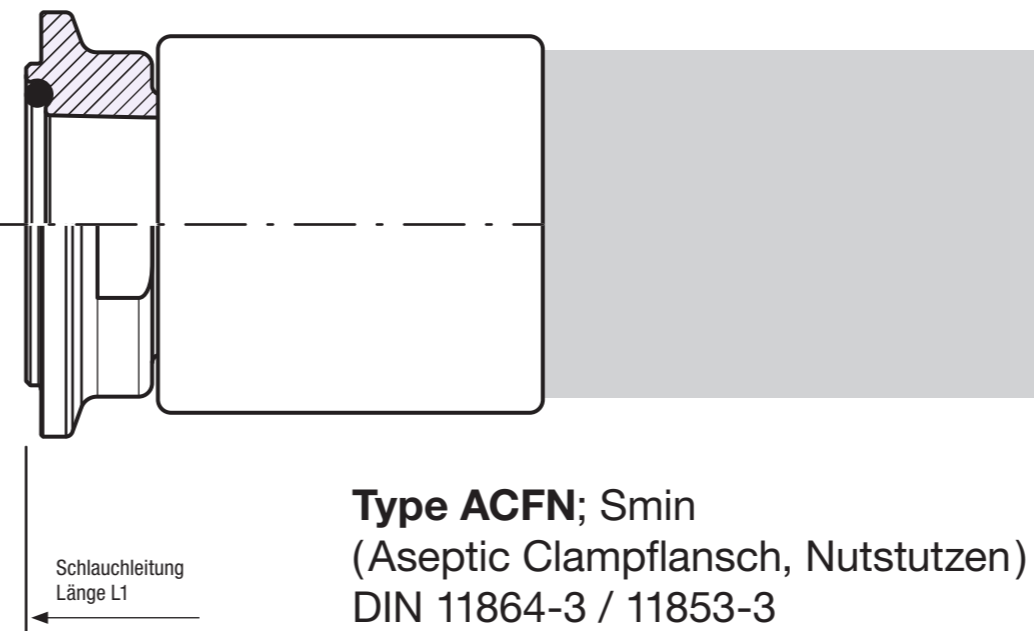 Type ACFN; Smin
(Aseptic Clampflansch, Nutstutzen)
DIN 11864-3 / 11853-3
Schlauchleitung
Länge L1